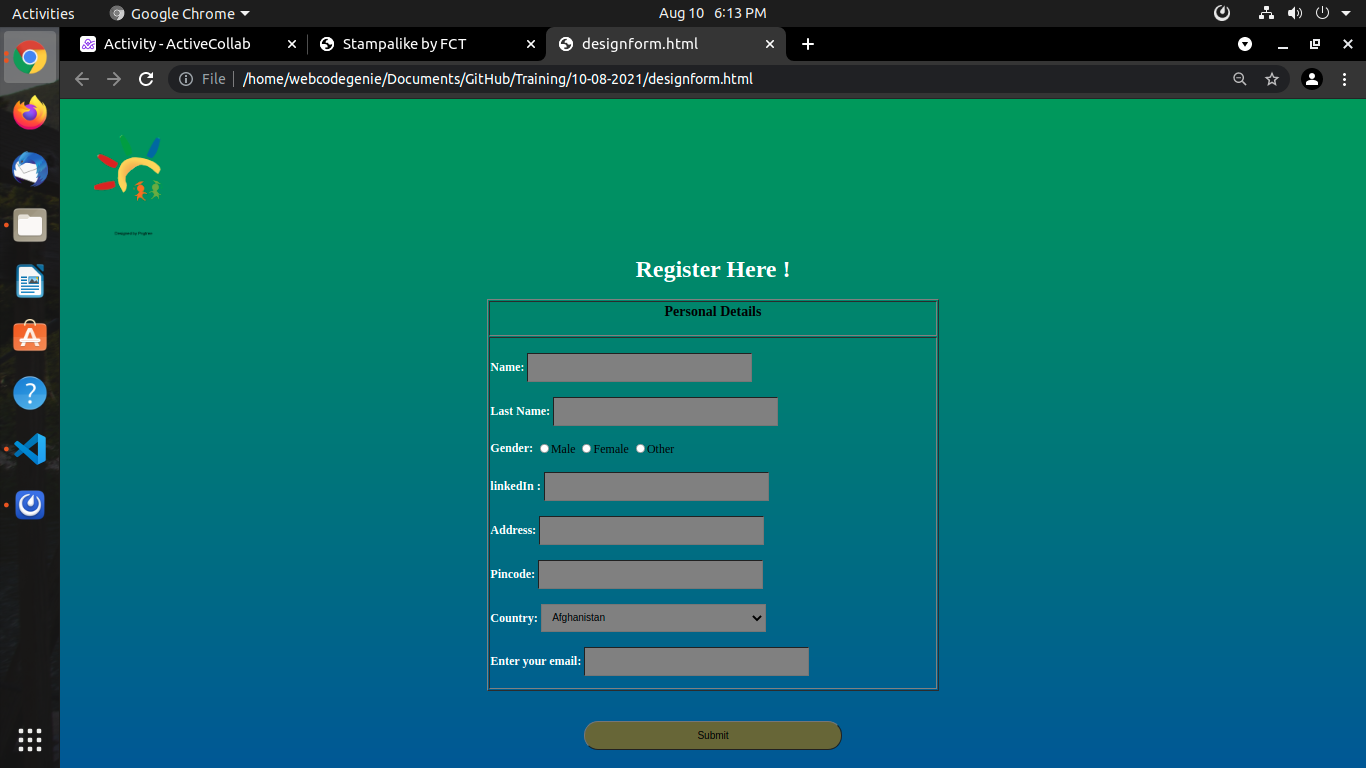 Activities Google Chrome Aug 10 6:13 PM
Activity - ActiveCollab Stampalike by FCT designform.html
File /home/webcodegenie/Documents/GitHub/Training/10-08-2021/designform.html
Register Here !
Personal Details
Name:
Last Name:
Gender: Male Female Other
linkedIn :
Address:
Pincode:
Country: Afghanistan
Enter your email:
Submit